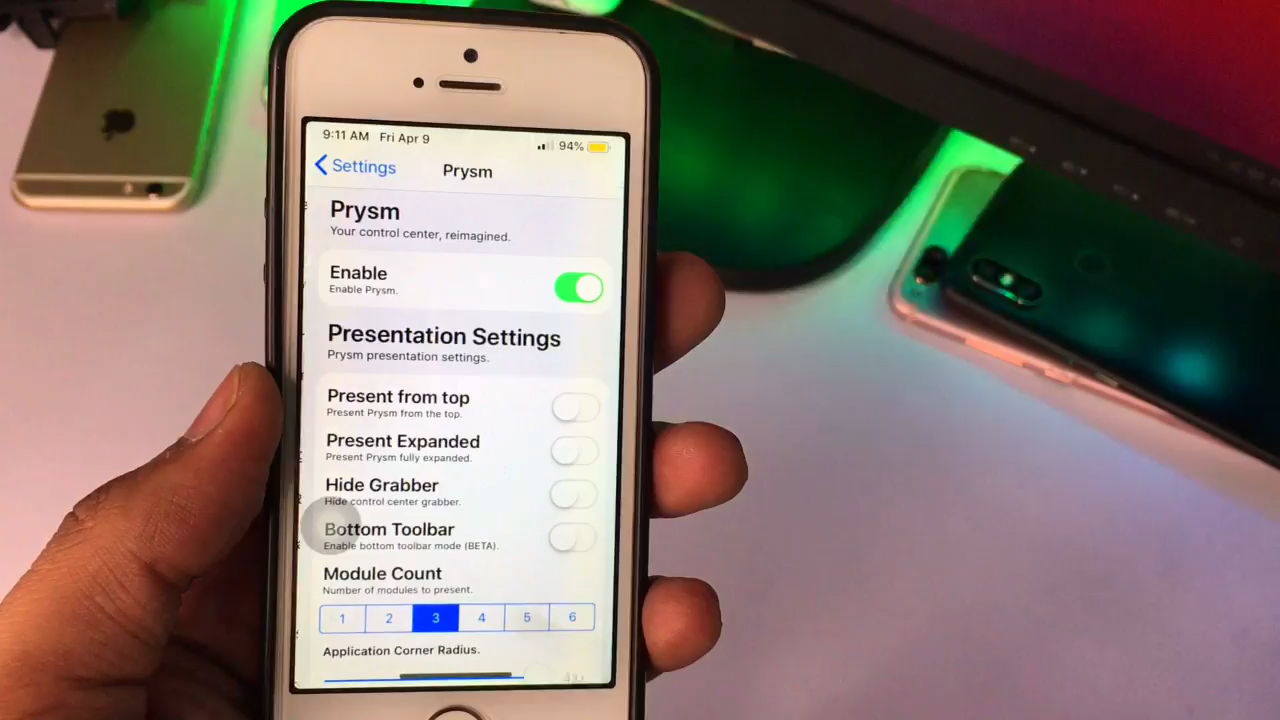 9:11 AM Fri Apr 9 94%
Settings Prysm
Prysm
Your control center, reimagined.
Enable
Enable Prysm.
Presentation Settings
Prysm presentation settings.
Present from top
Present Prysm from the top.
Present Expanded
Present Prysm fully expanded.
Hide Grabber
Hide control center grabber.
Bottom Toolbar
Enable bottom toolbar mode (BETA).
Module Count
Number of modules to present.
1 2 3 4 5 6
Application Corner Radius.